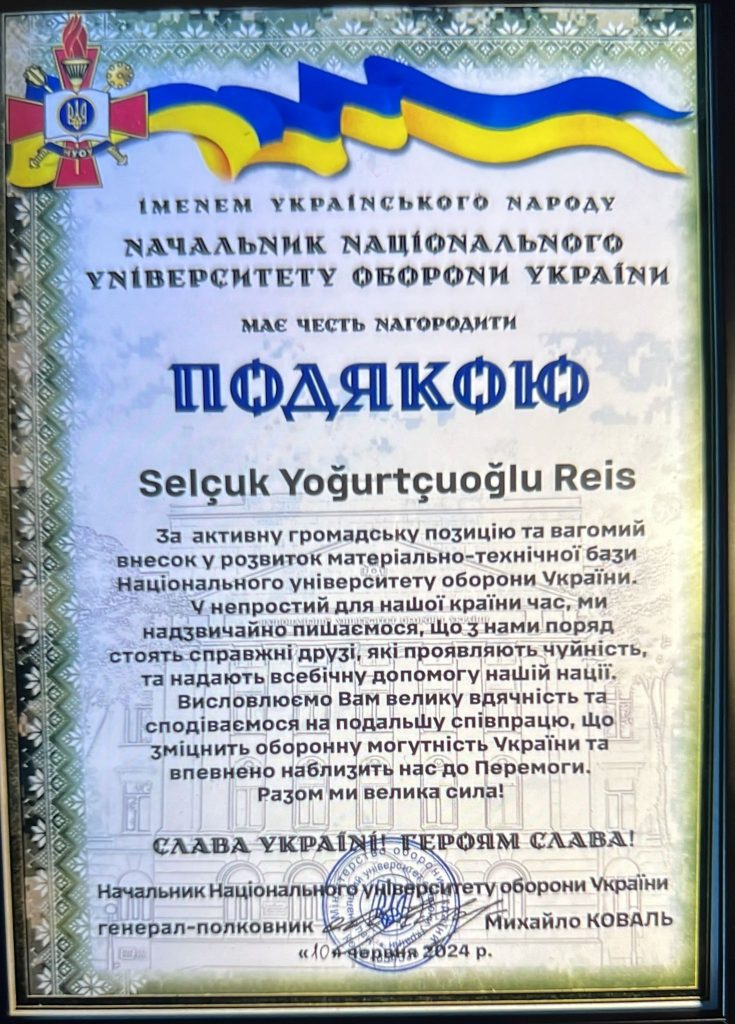 НУОУ
ІМЕНЕМ УКРАЇНСЬКОГО НАРОДУ
НАЧАЛЬНИК НАЦІОНАЛЬНОГО
УНІВЕРСИТЕТУ ОБОРОНИ УКРАЇНИ
МАЄ ЧЕСТЬ НАГОРОДИТИ
ПОДЯКОЮ
Selçuk Yoğurtçuoğlu Reis
За активну громадську позицію та вагомий
внесок у розвиток матеріально-технічної бази
Національного університету оборони України.
У непростий для нашої країни час, ми
надзвичайно пишаємося, що з нами поряд
стоять справжні друзі, які проявляють чуйність,
та надають всебічну допомогу нашій нації.
Висловлюємо Вам велику вдячність та
сподіваємося на подальшу співпрацю, що
зміцнить оборонну могутність України та
впевнено наблизить нас до Перемоги.
Разом ми велика сила!
СЛАВА УКРАЇНІ! ГЕРОЯМ СЛАВА!
Начальник Національного університету оборони України
генерал-полковник Михайло КОВАЛЬ
«10» червня 2024 р.